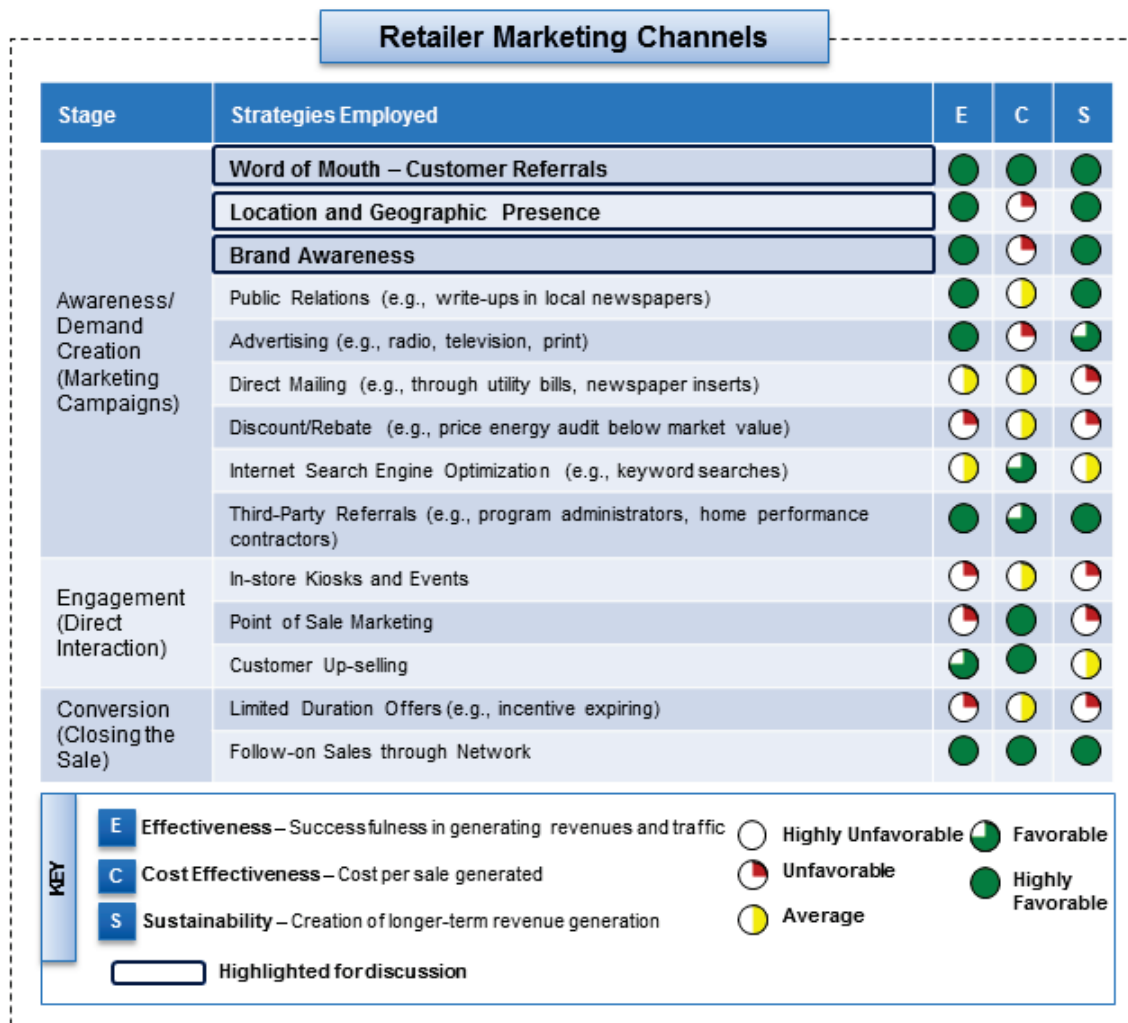 Retailer Marketing Channels
Stage Strategies Employed E C S
Awareness/
Demand
Creation
(Marketing
Campaigns)
Word of Mouth – Customer Referrals
Location and Geographic Presence
Brand Awareness
Public Relations (e.g., write-ups in local newspapers)
Advertising (e.g., radio, television, print)
Direct Mailing (e.g., through utility bills, newspaper inserts)
Discount/Rebate (e.g., price energy audit below market value)
Internet Search Engine Optimization (e.g., keyword searches)
Third-Party Referrals (e.g., program administrators, home performance
contractors)
Engagement
(Direct
Interaction)
In-store Kiosks and Events
Point of Sale Marketing
Customer Up-selling
Conversion
(Closing the
Sale)
Limited Duration Offers (e.g., incentive expiring)
Follow-on Sales through Network
KEY
E Effectiveness – Successfulness in generating revenues and traffic
C Cost Effectiveness – Cost per sale generated
S Sustainability – Creation of longer-term revenue generation
Highlighted for discussion
Highly Unfavorable
Unfavorable
Average
Favorable
Highly
Favorable